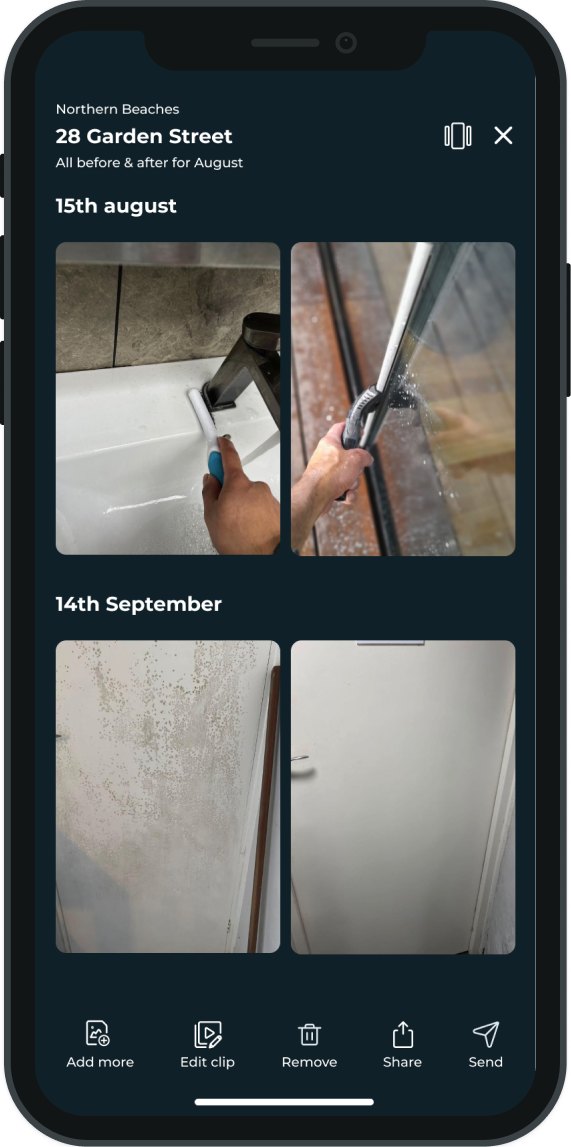 Northern Beaches
28 Garden Street
All before & after for August
15th august
14th September
Add more
Edit clip
Remove
Share
Send